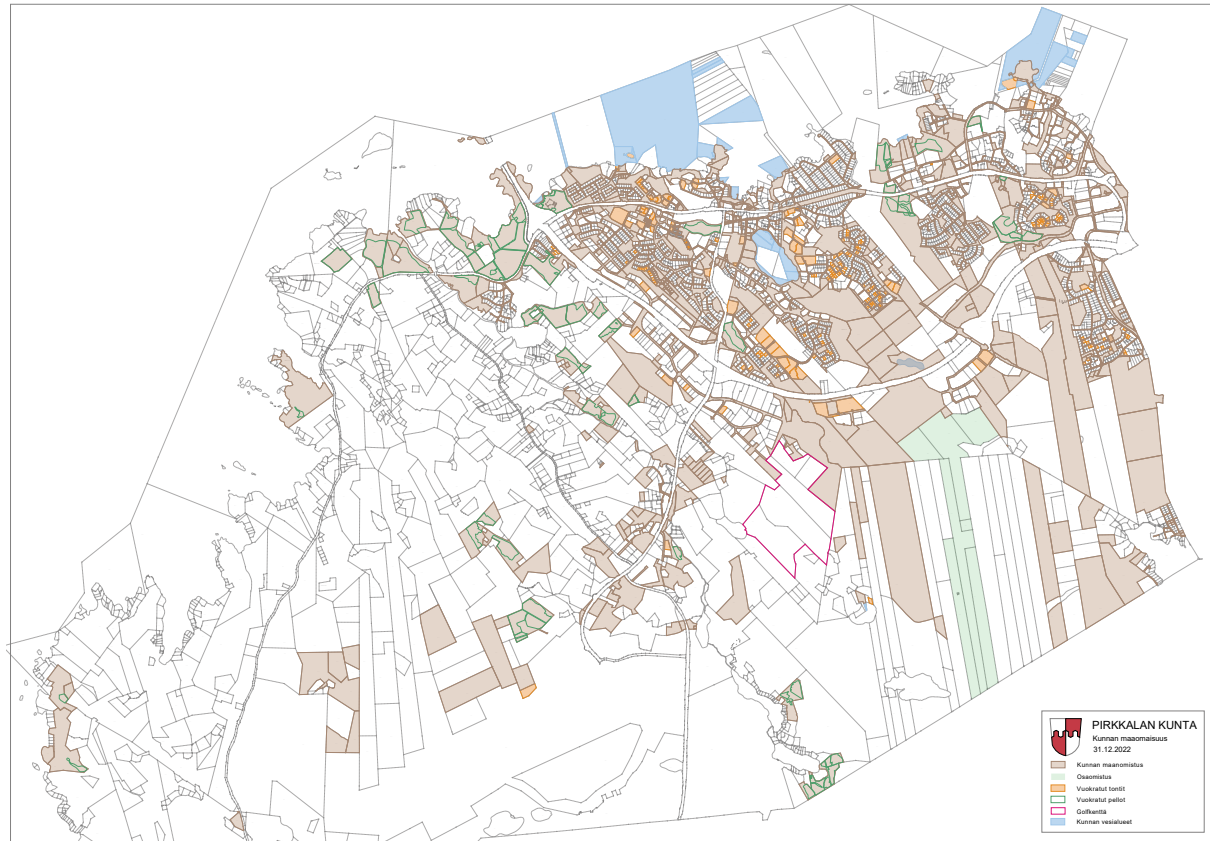 PIRKKALAN KUNTA
Kunnan maaomaisuus
31.12.2022
Kunnan maanomistus
Osaomistus
Vuokratut tontit
Vuokratut pellot
Golfkenttä
Kunnan vesialueet